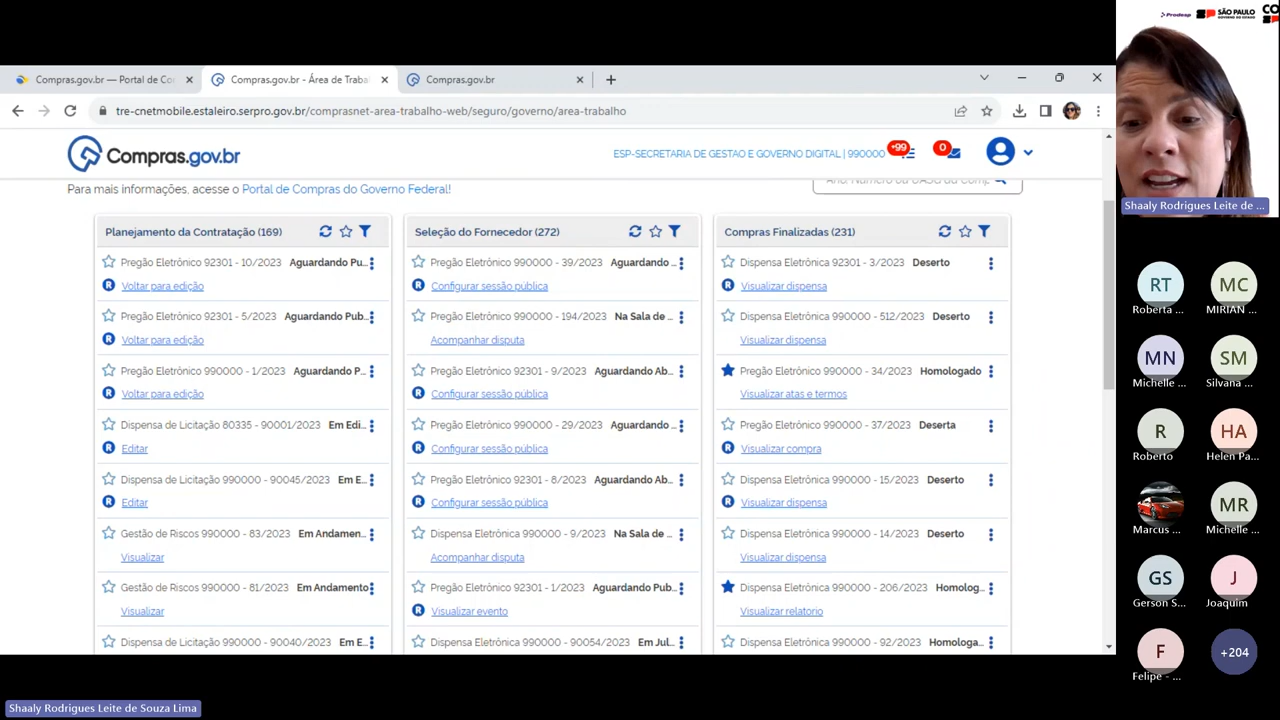 Prodesp
SÃO PAULO
GOVERNO DO ESTADO
Compras.gov.br — Portal de Co
Compras.gov.br - Área de Traba
Compras.gov.br
tre-cnetmobile.estaleiro.serpro.gov.br/comprasnet-area-trabalho-web/seguro/governo/area-trabalho
Compras.gov.br
ESP-SECRETARIA DE GESTAO E GOVERNO DIGITAL | 990000
+99
0
Para mais informações, acesse o Portal de Compras do Governo Federal!
Planejamento da Contratação (169)
Pregão Eletrônico 92301 - 10/2023 Aguardando Pu...
R Voltar para edição
Pregão Eletrônico 92301 - 5/2023 Aguardando Pub...
R Voltar para edição
Pregão Eletrônico 990000 - 1/2023 Aguardando P...
R Voltar para edição
Dispensa de Licitação 80335 - 90001/2023 Em Edi...
R Editar
Dispensa de Licitação 990000 - 90045/2023 Em E...
R Editar
Gestão de Riscos 990000 - 83/2023 Em Andamen...
Visualizar
Gestão de Riscos 990000 - 81/2023 Em Andamento
Visualizar
Dispensa de Licitação 990000 - 90040/2023 Em E...
Seleção do Fornecedor (272)
Pregão Eletrônico 990000 - 39/2023 Aguardando ...
R Configurar sessão pública
Pregão Eletrônico 990000 - 194/2023 Na Sala de ...
Acompanhar disputa
Pregão Eletrônico 92301 - 9/2023 Aguardando Ab...
R Configurar sessão pública
Pregão Eletrônico 990000 - 29/2023 Aguardando ...
R Configurar sessão pública
Pregão Eletrônico 92301 - 8/2023 Aguardando Ab...
R Configurar sessão pública
Dispensa Eletrônica 990000 - 9/2023 Na Sala de ...
Acompanhar disputa
Pregão Eletrônico 92301 - 1/2023 Aguardando Pub...
R Visualizar evento
Dispensa Eletrônica 990000 - 90054/2023 Em Jul...
Compras Finalizadas (231)
Dispensa Eletrônica 92301 - 3/2023 Deserto
R Visualizar dispensa
Dispensa Eletrônica 990000 - 512/2023 Deserto
Visualizar dispensa
Pregão Eletrônico 990000 - 34/2023 Homologado
Visualizar atas e termos
Pregão Eletrônico 990000 - 37/2023 Deserta
R Visualizar compra
Dispensa Eletrônica 990000 - 15/2023 Deserto
R Visualizar dispensa
Dispensa Eletrônica 990000 - 14/2023 Deserto
Visualizar dispensa
Dispensa Eletrônica 990000 - 206/2023 Homolog...
Visualizar relatorio
Dispensa Eletrônica 990000 - 92/2023 Homologa...
Shaaly Rodrigues Leite de ...
RT
Roberta ...
MC
MIRIAN ...
MN
Michelle ...
SM
Silvana ...
R
Roberto
HA
Helen Pa...
Marcus ...
MR
Michelle ...
GS
Gerson S...
J
Joaquim
F
Felipe - ...
+204
Shaaly Rodrigues Leite de Souza Lima